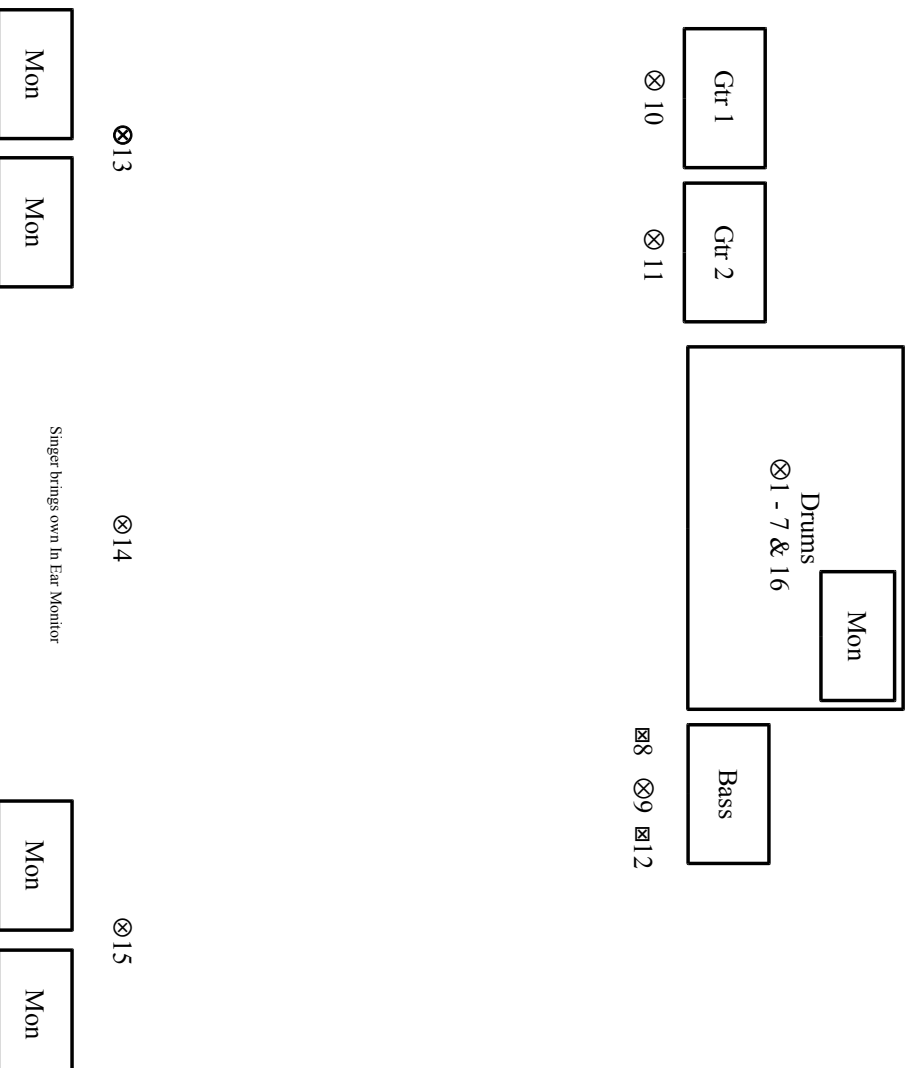 Mon
Drums
⊗1 - 7 & 16
Gtr 1
Gtr 2
Bass
⊗ 10
⊗ 11
⊠8 ⊗9 ⊠12
⊗13
⊗14
⊗15
Singer brings own In Ear Monitor
Mon
Mon
Mon
Mon